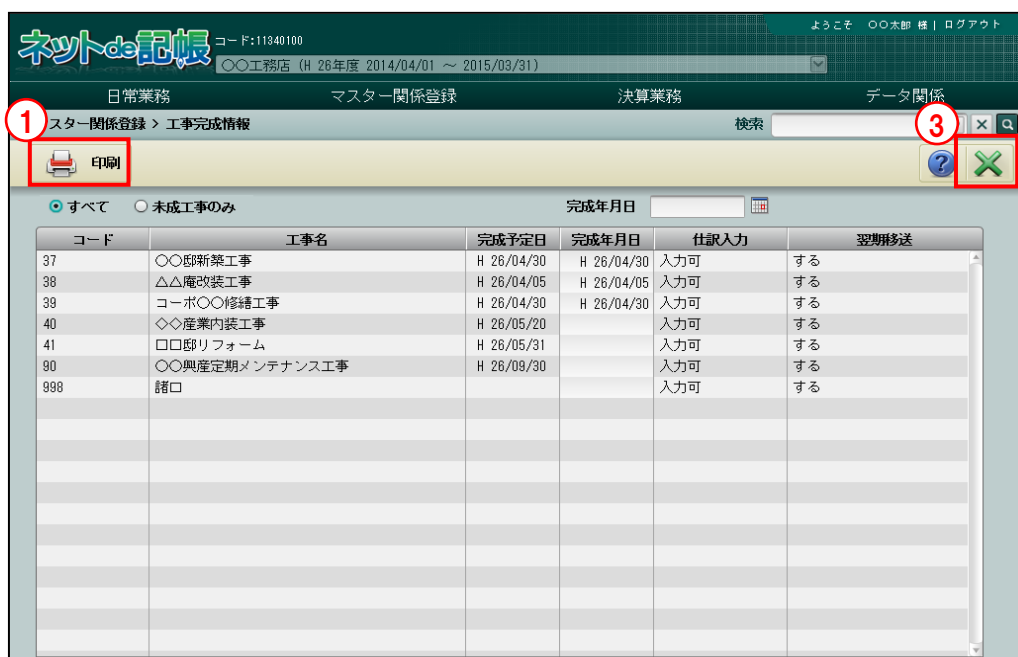 ようこそ 〇〇太郎 様 | ログアウト
ネットde記帳 コード:11340100
〇〇工務店 (H 26年度 2014/04/01 ～ 2015/03/31)
日常業務 マスター関係登録 決算業務 データ関係
① スター関係登録 > 工事完成情報 検索 ③
印刷
すべて 未成工事のみ 完成年月日
コード 工事名 完成予定日 完成年月日 仕訳入力 翌期移送
37 〇〇邸新築工事 H 26/04/30 H 26/04/30 入力可 する
38 △△庵改装工事 H 26/04/05 H 26/04/05 入力可 する
39 コーポ〇〇修繕工事 H 26/04/30 H 26/04/30 入力可 する
40 ◇◇産業内装工事 H 26/05/20 入力可 する
41 □□邸リフォーム H 26/05/31 入力可 する
90 〇〇興産定期メンテナンス工事 H 26/09/30 入力可 する
998 諸口 入力可 する